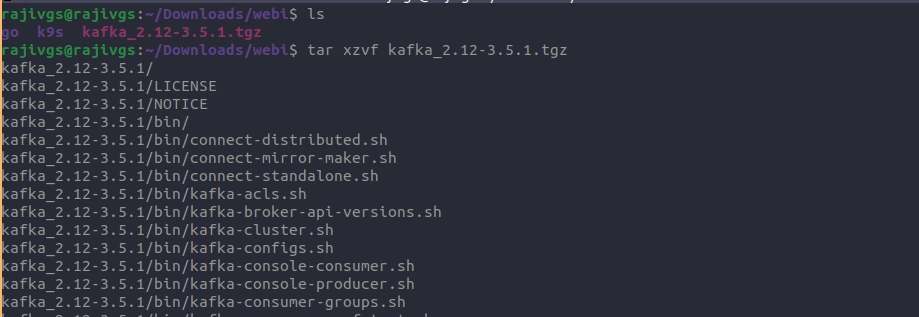 rajivgs@rajivgs:~/Downloads/webi$ ls
go k9s kafka_2.12-3.5.1.tgz
rajivgs@rajivgs:~/Downloads/webi$ tar xzvf kafka_2.12-3.5.1.tgz
kafka_2.12-3.5.1/
kafka_2.12-3.5.1/LICENSE
kafka_2.12-3.5.1/NOTICE
kafka_2.12-3.5.1/bin/
kafka_2.12-3.5.1/bin/connect-distributed.sh
kafka_2.12-3.5.1/bin/connect-mirror-maker.sh
kafka_2.12-3.5.1/bin/connect-standalone.sh
kafka_2.12-3.5.1/bin/kafka-acls.sh
kafka_2.12-3.5.1/bin/kafka-broker-api-versions.sh
kafka_2.12-3.5.1/bin/kafka-cluster.sh
kafka_2.12-3.5.1/bin/kafka-configs.sh
kafka_2.12-3.5.1/bin/kafka-console-consumer.sh
kafka_2.12-3.5.1/bin/kafka-console-producer.sh
kafka_2.12-3.5.1/bin/kafka-consumer-groups.sh